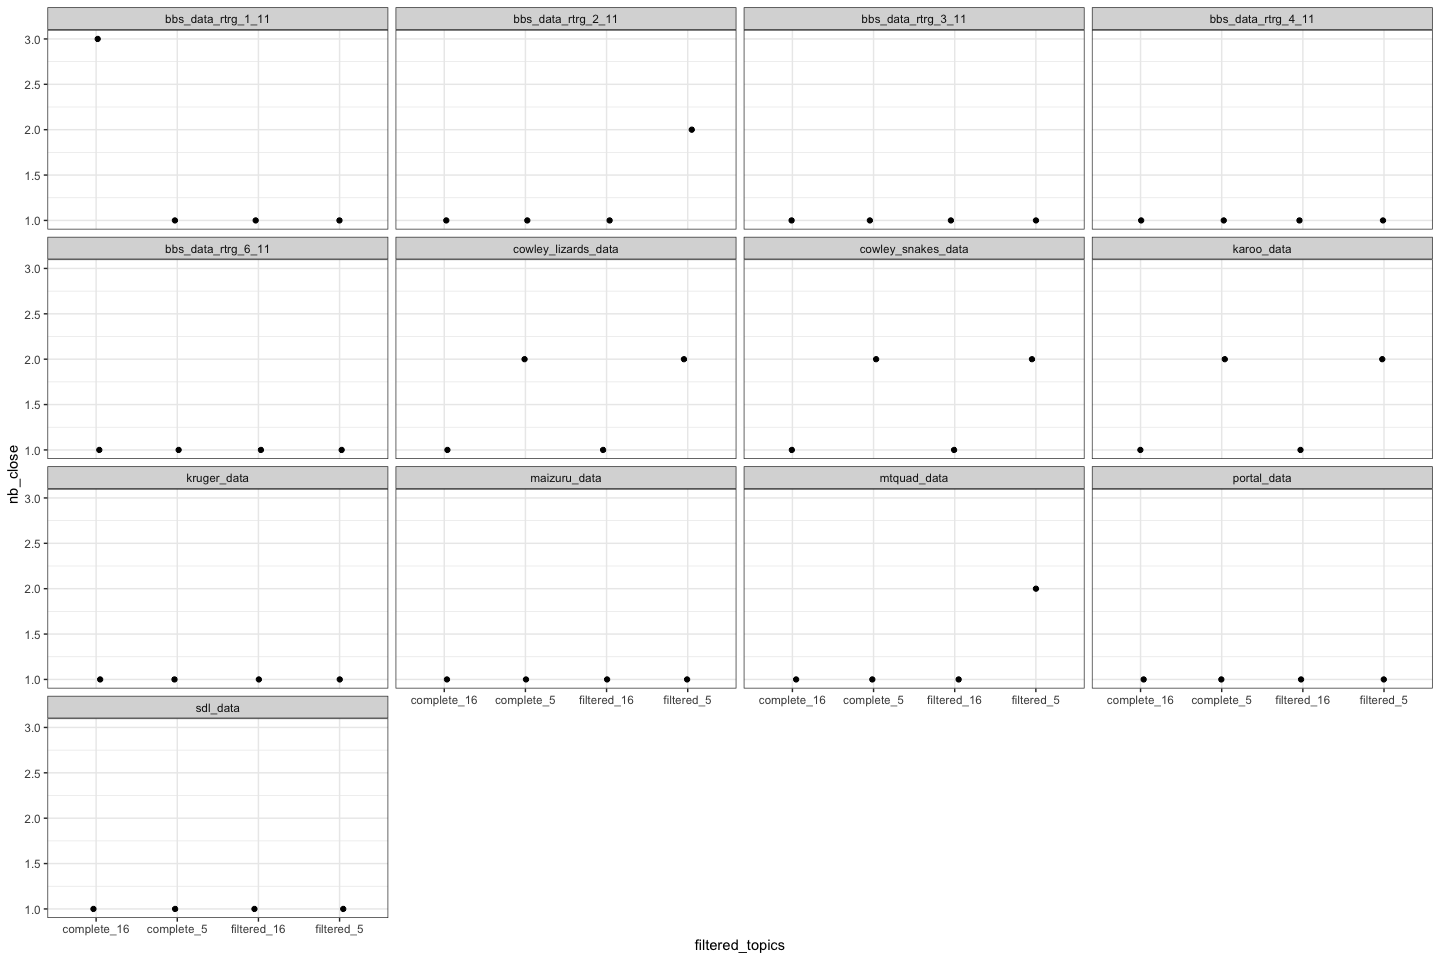 bbs_data_rtrg_1_11 bbs_data_rtrg_2_11 bbs_data_rtrg_3_11 bbs_data_rtrg_4_11
3.0
2.5
2.0
1.5
1.0
bbs_data_rtrg_6_11 cowley_lizards_data cowley_snakes_data karoo_data
3.0
2.5
2.0
1.5
1.0
nb_close
kruger_data maizuru_data mtquad_data portal_data
3.0
2.5
2.0
1.5
1.0
complete_16 complete_5 filtered_16 filtered_5 complete_16 complete_5 filtered_16 filtered_5 complete_16 complete_5 filtered_16 filtered_5
sdl_data
3.0
2.5
2.0
1.5
1.0
complete_16 complete_5 filtered_16 filtered_5
filtered_topics